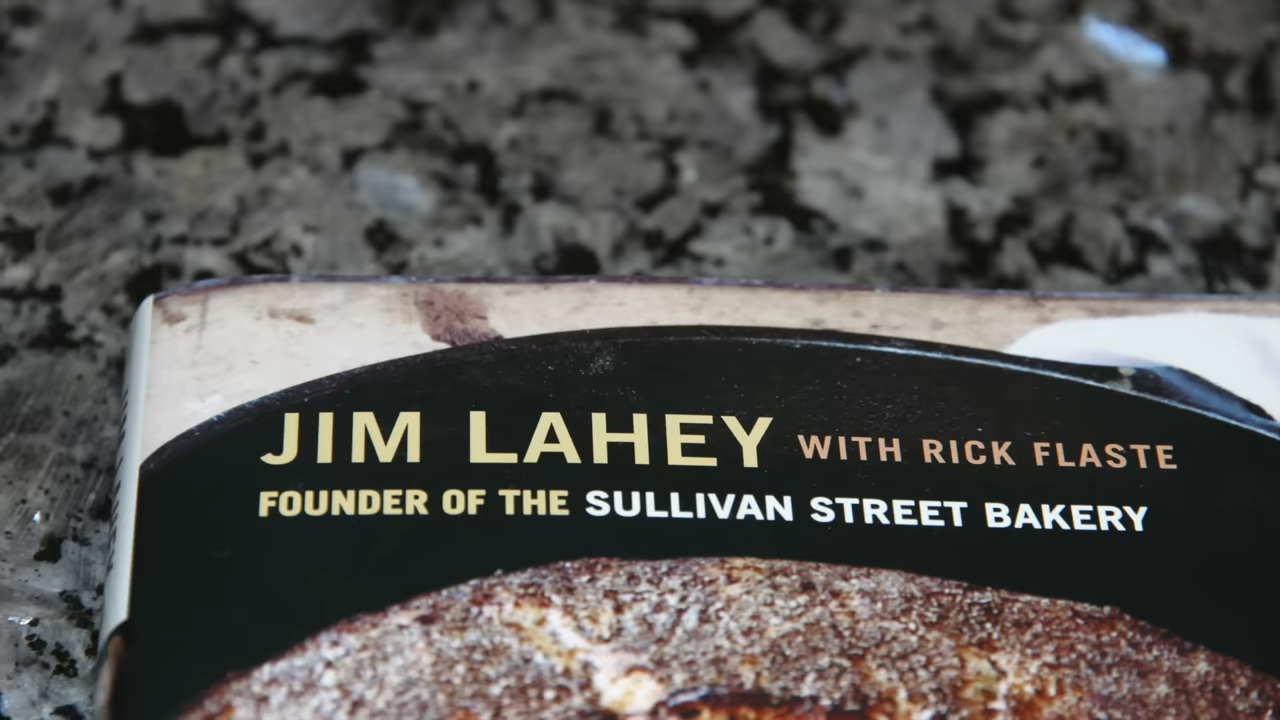 JIM LAHEY WITH RICK FLASTE
FOUNDER OF THE SULLIVAN STREET BAKERY